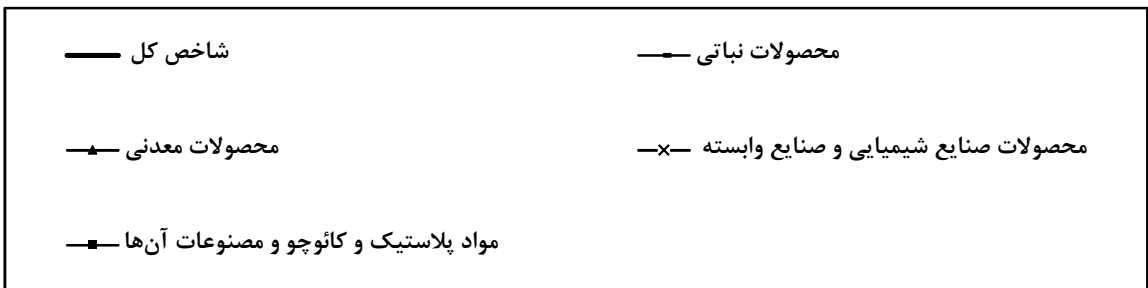 شاخص کل
محصولات نباتی
محصولات معدنی
محصولات صنایع شیمیایی و صنایع وابسته
مواد پلاستیک و کائوچو و مصنوعات آن‌ها